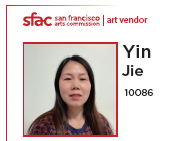 sfac san francisco
arts commission | art vendor
Yin
Jie
10086